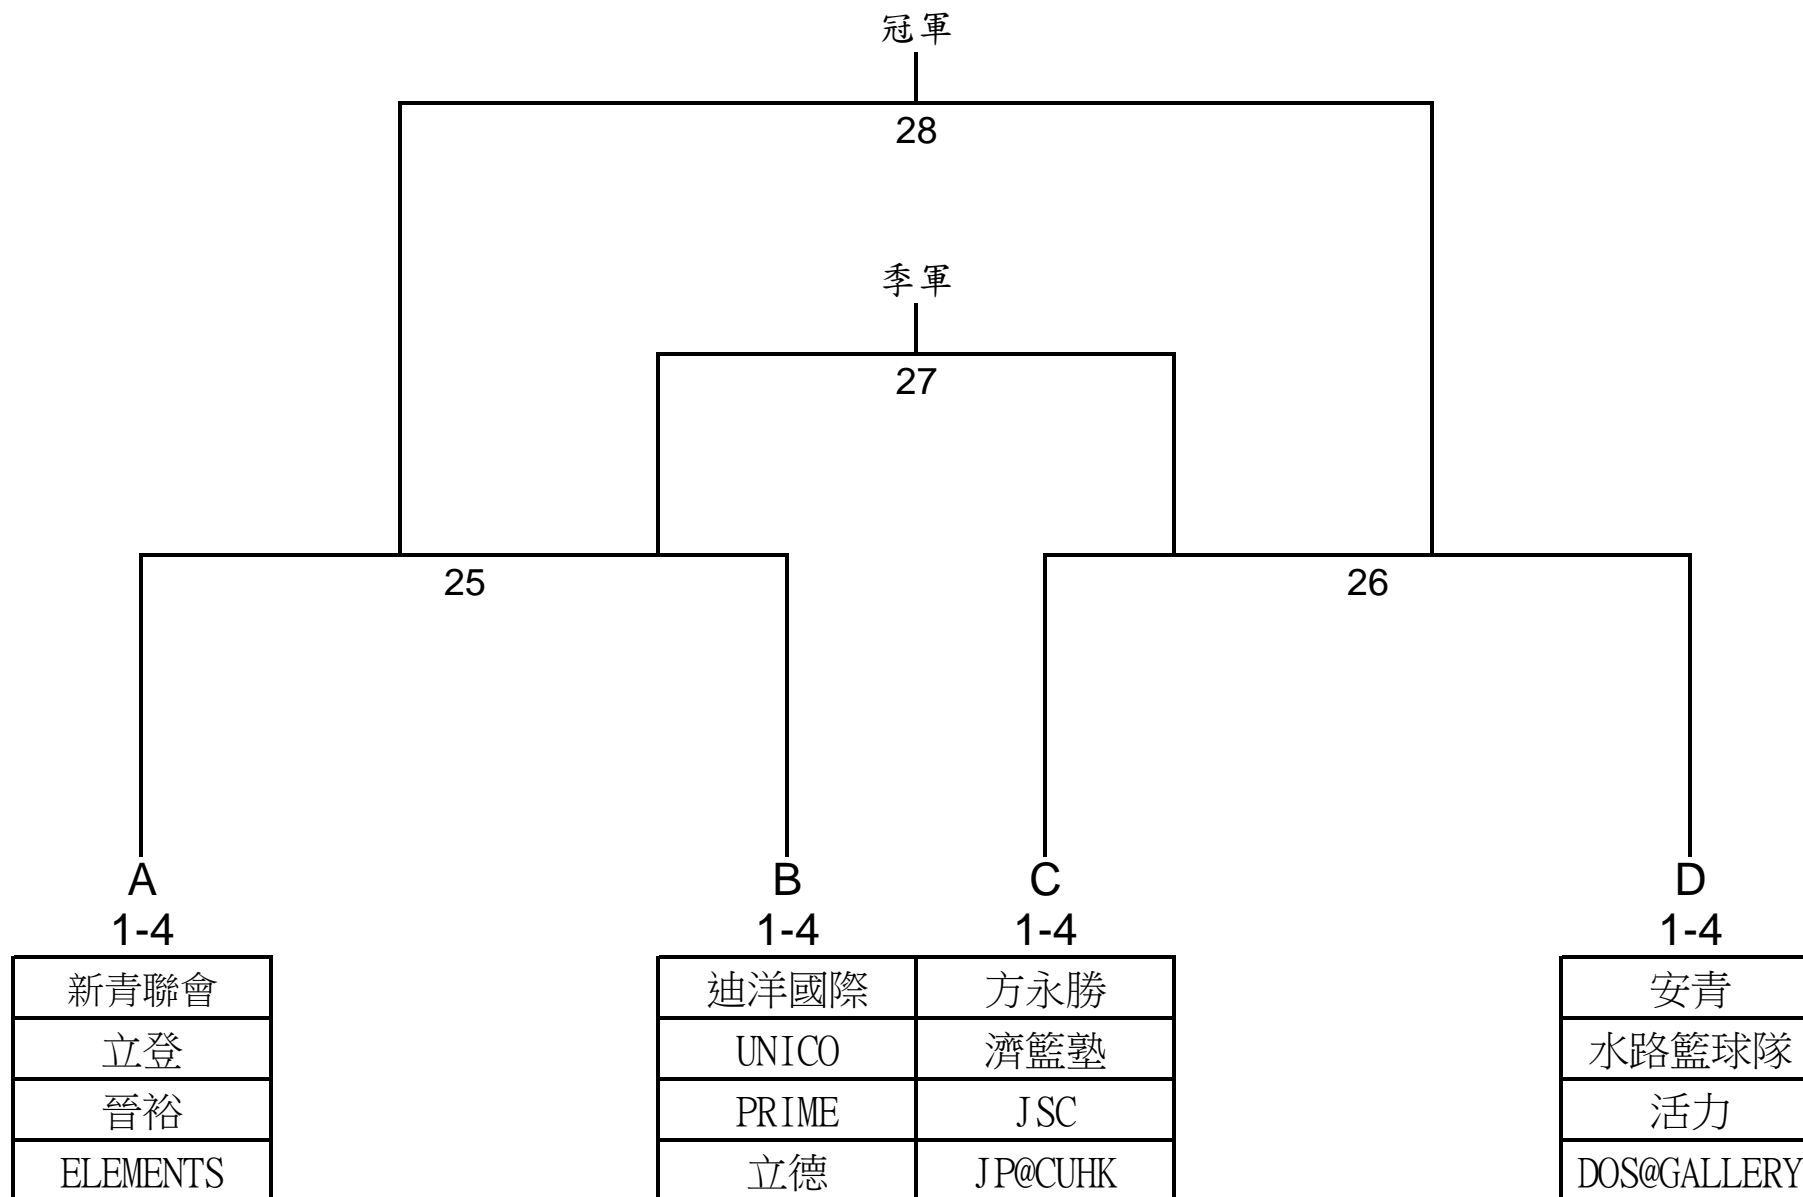 冠軍
28
季軍
27
25 26
A B C D
1-4 1-4 1-4 1-4
新青聯會 迪洋國際 方永勝 安青
立登 UNICO 濟籃塾 水路籃球隊
晉裕 PRIME JSC 活力
ELEMENTS 立德 JP@CUHK DOS@GALLERY